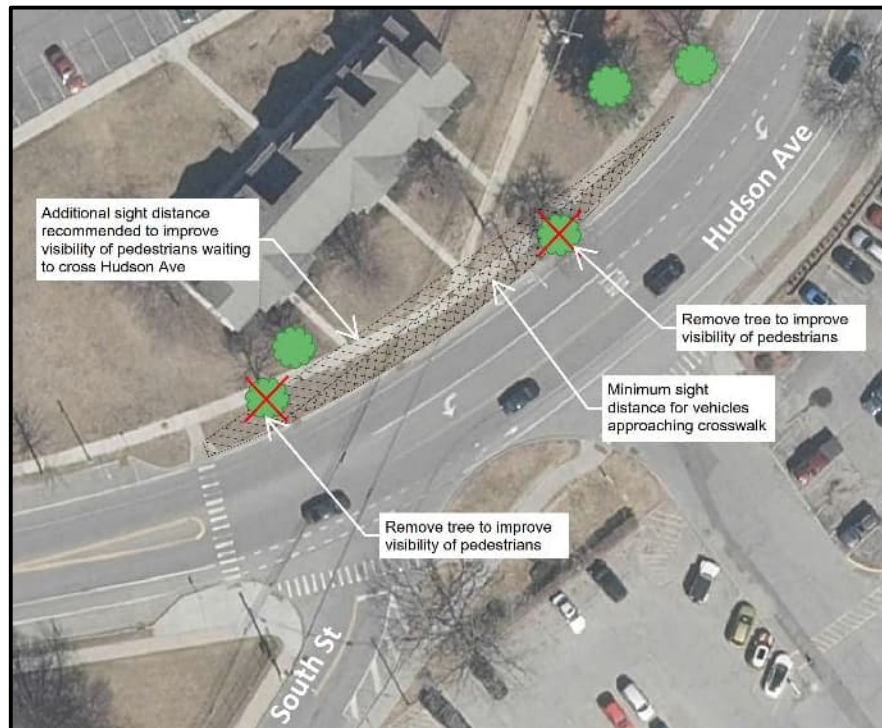 Hudson Ave
Additional sight distance
recommended to improve
visibility of pedestrians waiting
to cross Hudson Ave
Remove tree to improve
visibility of pedestrians
Minimum sight
distance for vehicles
approaching crosswalk
Remove tree to improve
visibility of pedestrians
South St